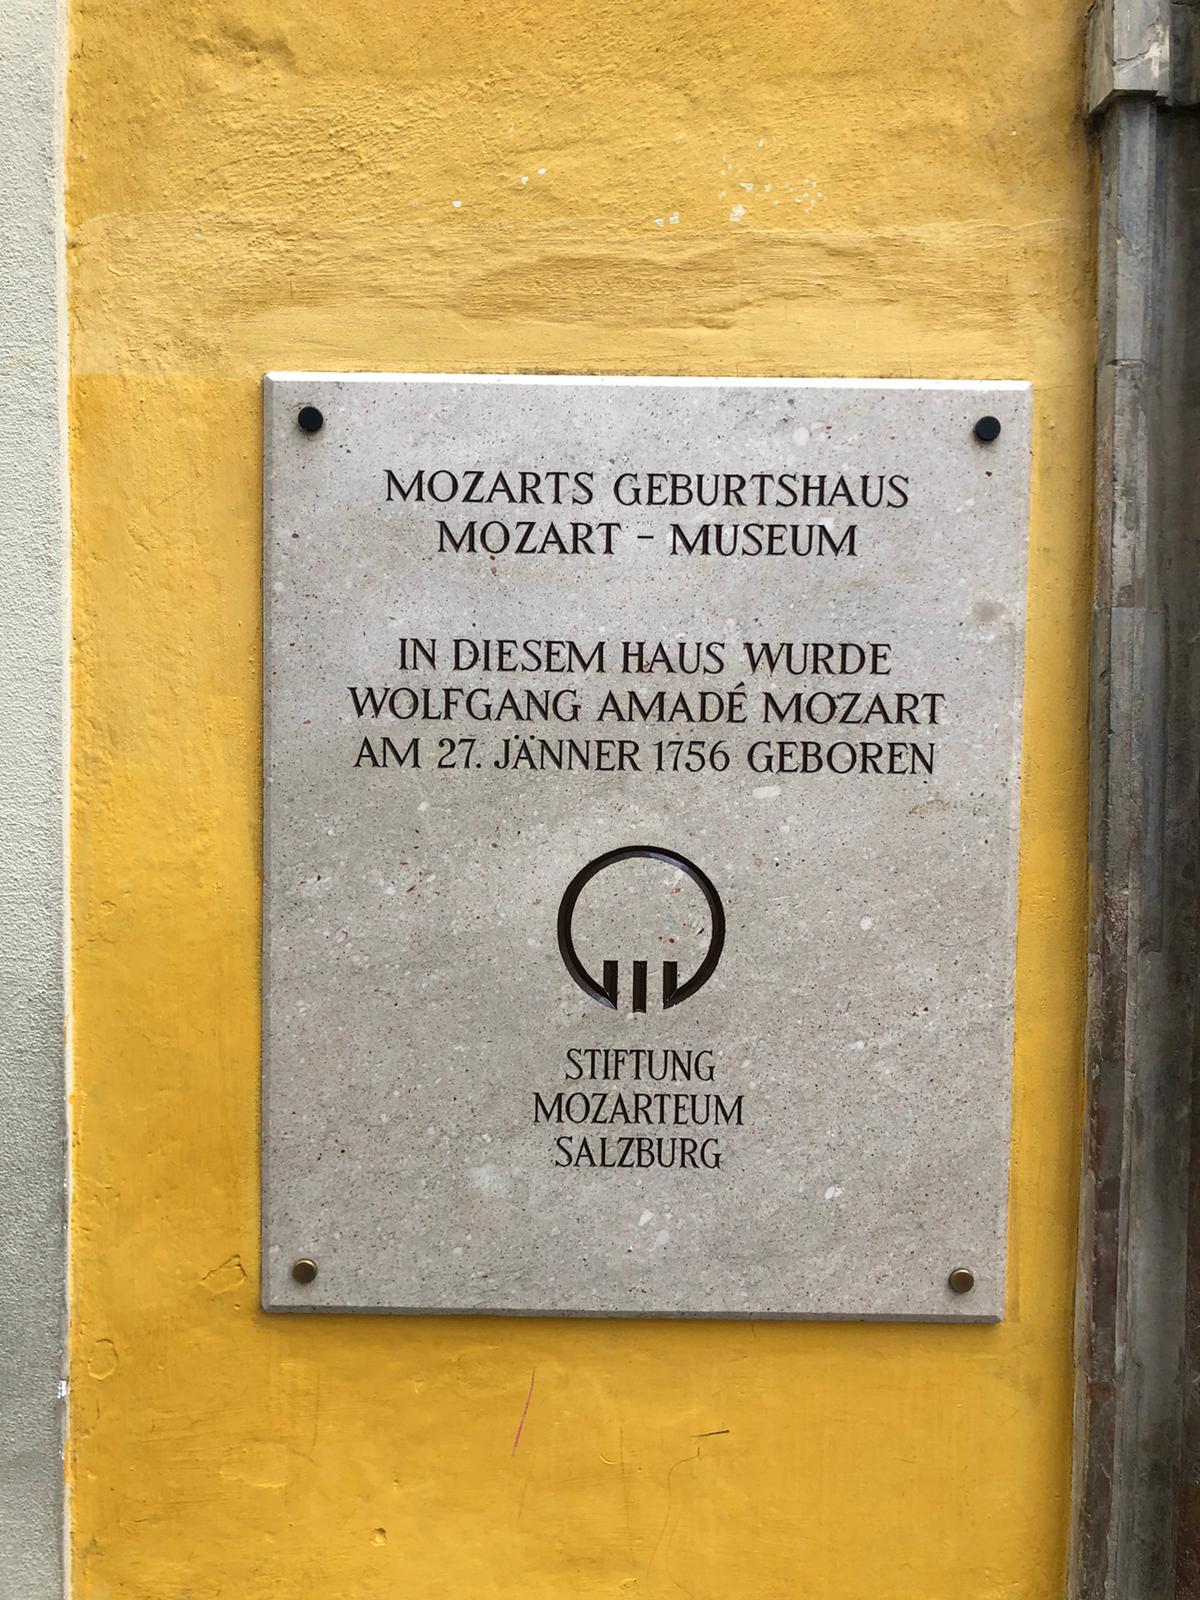 MOZARTS GEBURTSHAUS
MOZART - MUSEUM
IN DIESEM HAUS WURDE
WOLFGANG AMADÉ MOZART
AM 27. JÄNNER 1756 GEBOREN
STIFTUNG
MOZARTEUM
SALZBURG